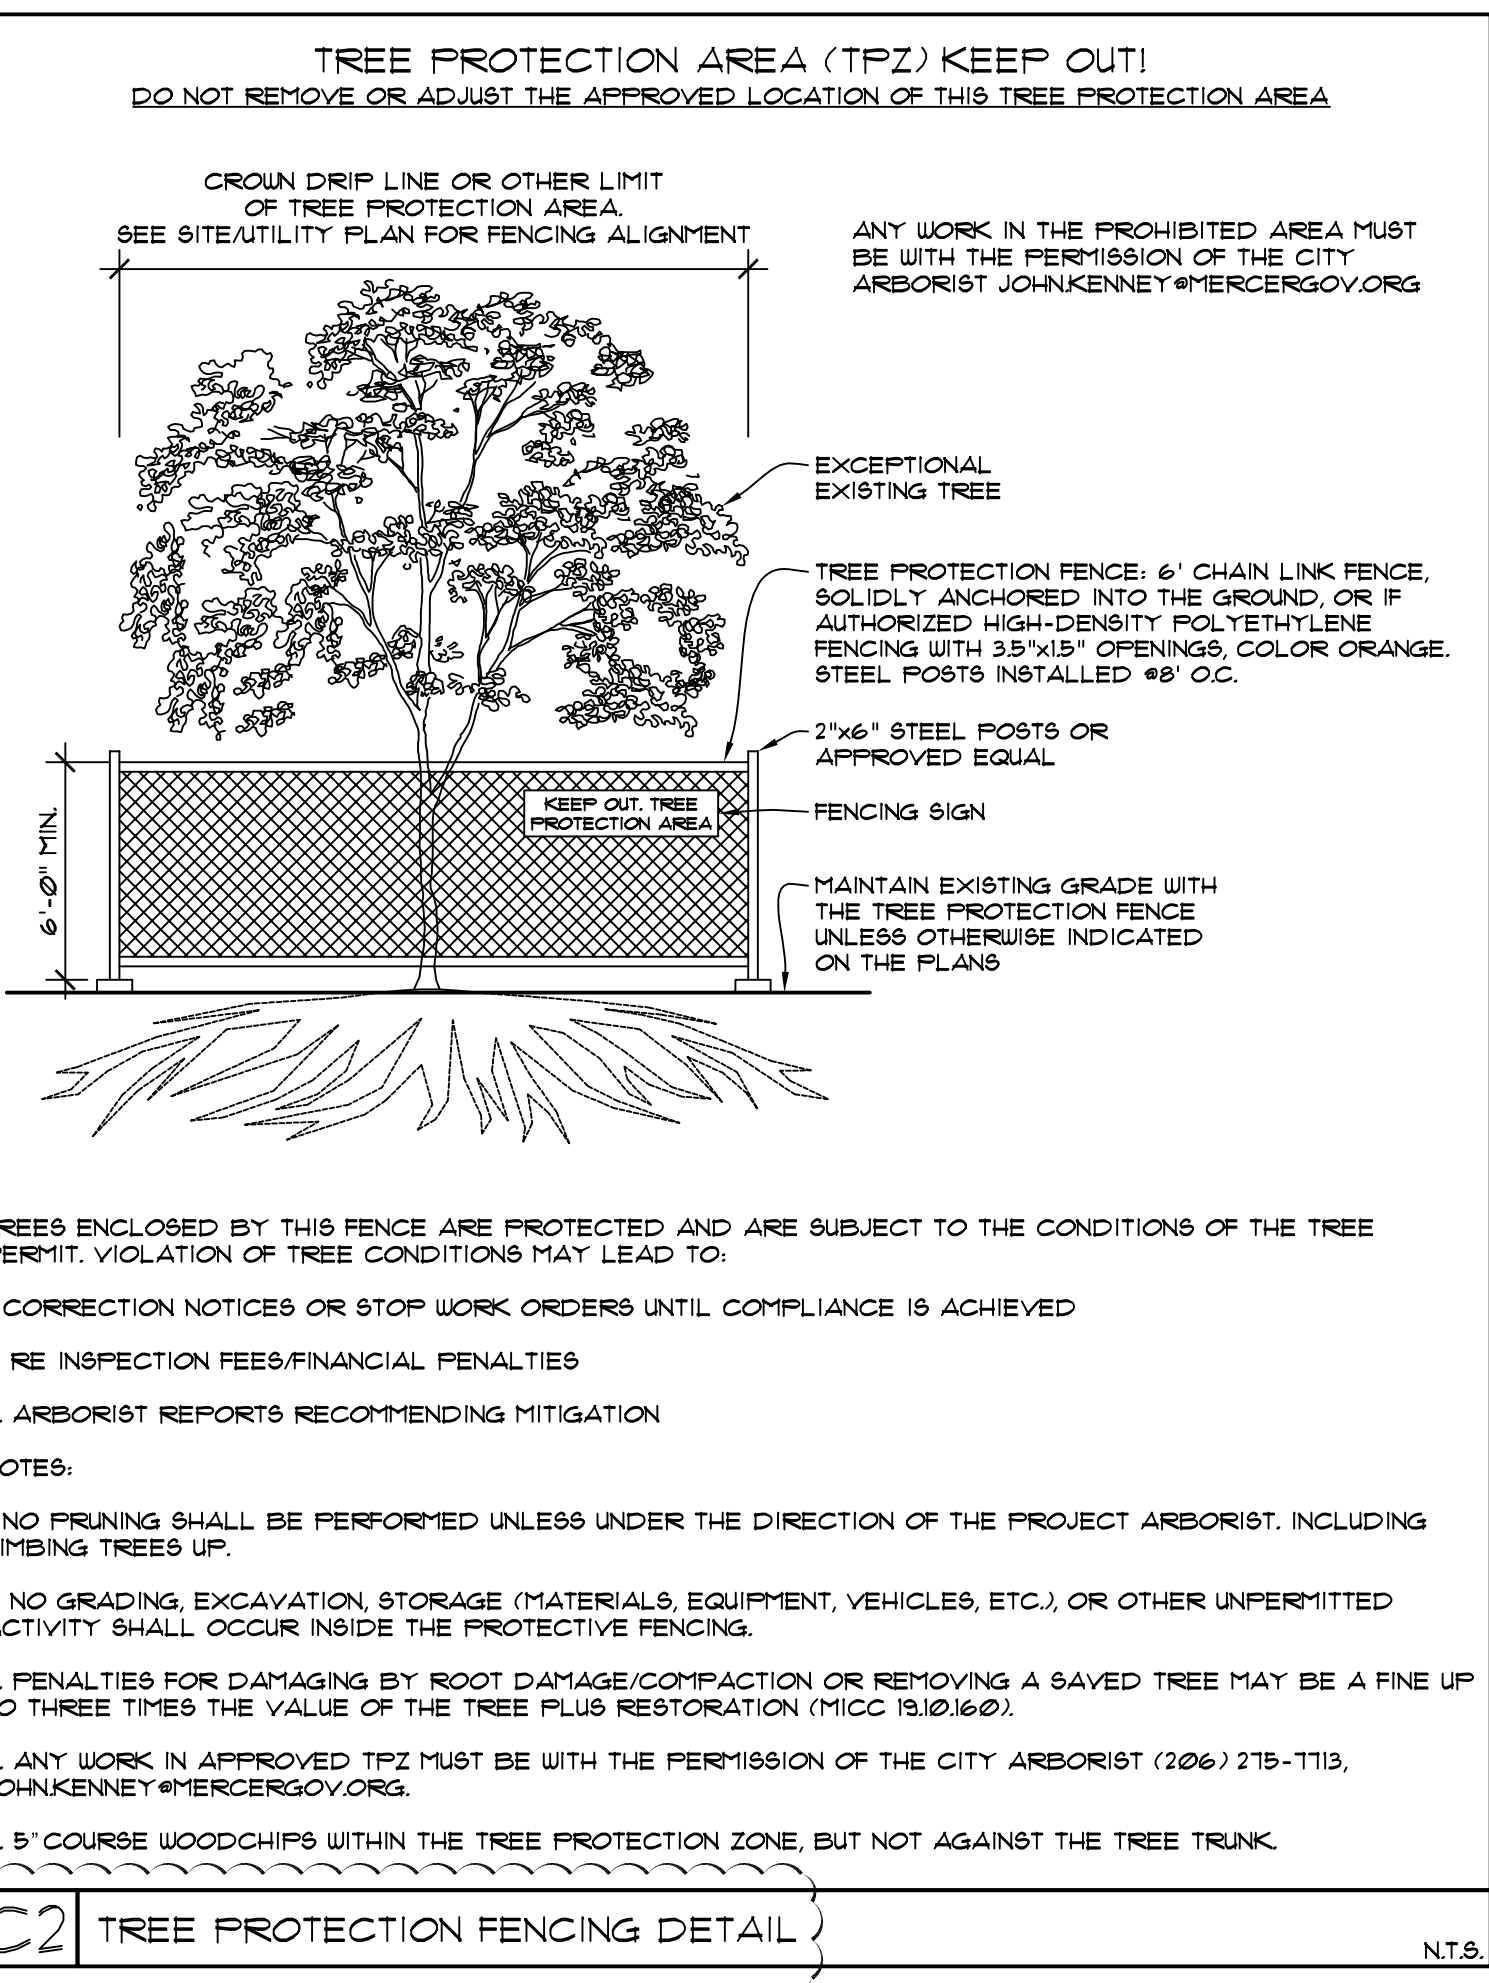 TREE PROTECTION AREA (TPZ) KEEP OUT!
DO NOT REMOVE OR ADJUST THE APPROVED LOCATION OF THIS TREE PROTECTION AREA
CROWN DRIP LINE OR OTHER LIMIT
OF TREE PROTECTION AREA.
SEE SITE/UTILITY PLAN FOR FENCING ALIGNMENT
ANY WORK IN THE PROHIBITED AREA MUST
BE WITH THE PERMISSION OF THE CITY
ARBORIST JOHN.KENNEY@MERCERGOV.ORG
EXCEPTIONAL
EXISTING TREE
TREE PROTECTION FENCE: 6' CHAIN LINK FENCE,
SOLIDLY ANCHORED INTO THE GROUND, OR IF
AUTHORIZED HIGH-DENSITY POLYETHYLENE
FENCING WITH 3.5"x1.5" OPENINGS, COLOR ORANGE.
STEEL POSTS INSTALLED @8' O.C.
2"x6" STEEL POSTS OR
APPROVED EQUAL
KEEP OUT. TREE
PROTECTION AREA
FENCING SIGN
6'-0" MIN.
MAINTAIN EXISTING GRADE WITH
THE TREE PROTECTION FENCE
UNLESS OTHERWISE INDICATED
ON THE PLANS
REES ENCLOSED BY THIS FENCE ARE PROTECTED AND ARE SUBJECT TO THE CONDITIONS OF THE TREE
PERMIT. VIOLATION OF TREE CONDITIONS MAY LEAD TO:
CORRECTION NOTICES OR STOP WORK ORDERS UNTIL COMPLIANCE IS ACHIEVED
RE INSPECTION FEES/FINANCIAL PENALTIES
. ARBORIST REPORTS RECOMMENDING MITIGATION
OTES:
NO PRUNING SHALL BE PERFORMED UNLESS UNDER THE DIRECTION OF THE PROJECT ARBORIST. INCLUDING
IMBING TREES UP.
NO GRADING, EXCAVATION, STORAGE (MATERIALS, EQUIPMENT, VEHICLES, ETC.), OR OTHER UNPERMITTED
ACTIVITY SHALL OCCUR INSIDE THE PROTECTIVE FENCING.
. PENALTIES FOR DAMAGING BY ROOT DAMAGE/COMPACTION OR REMOVING A SAVED TREE MAY BE A FINE UP
O THREE TIMES THE VALUE OF THE TREE PLUS RESTORATION (MICC 19.10.160).
. ANY WORK IN APPROVED TPZ MUST BE WITH THE PERMISSION OF THE CITY ARBORIST (206) 275-7713,
OHN.KENNEY@MERCERGOV.ORG.
. 5" COURSE WOODCHIPS WITHIN THE TREE PROTECTION ZONE, BUT NOT AGAINST THE TREE TRUNK.
C2 TREE PROTECTION FENCING DETAIL
N.T.S.